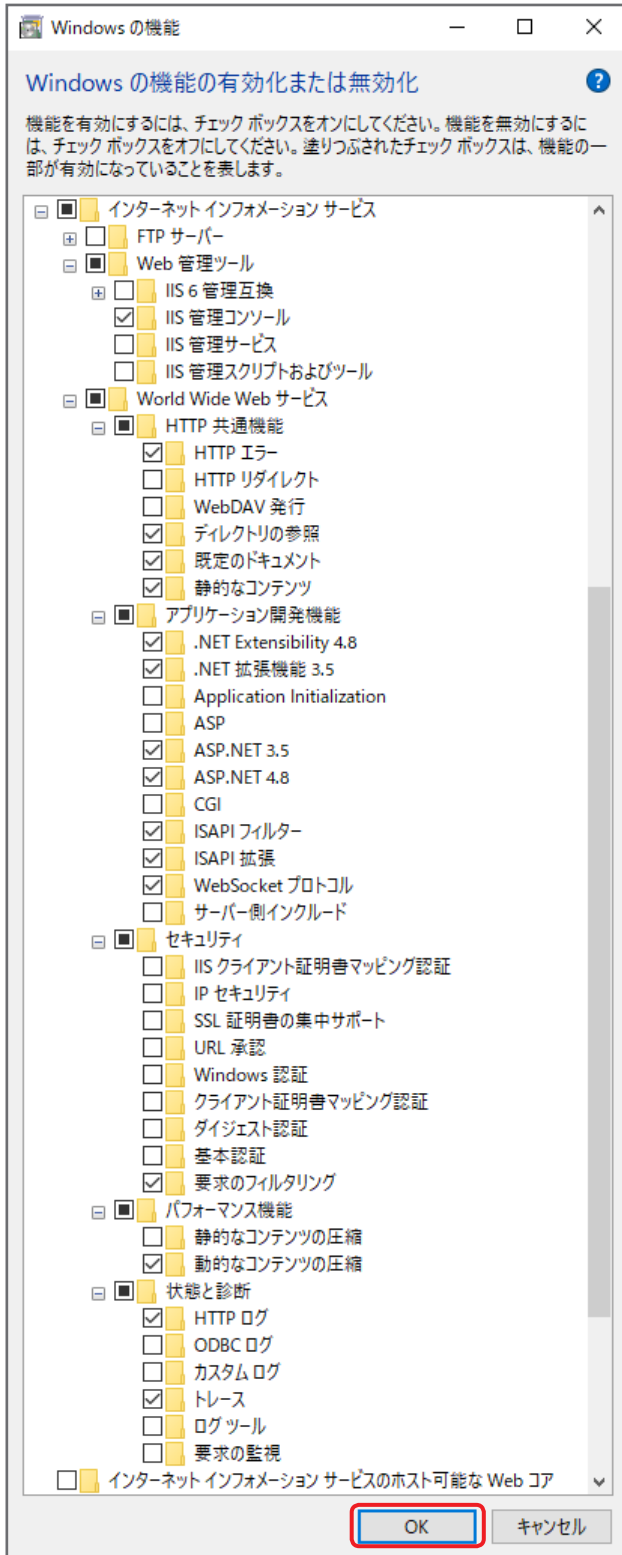 Windows の機能
Windows の機能の有効化または無効化
機能を有効にするには、チェック ボックスをオンにしてください。機能を無効にするに
は、チェック ボックスをオフにしてください。塗りつぶされたチェック ボックスは、機能の一
部が有効になっていることを表します。
インターネット インフォメーション サービス
FTP サーバー
Web 管理ツール
IIS 6 管理互換
IIS 管理コンソール
IIS 管理サービス
IIS 管理スクリプトおよびツール
World Wide Web サービス
HTTP 共通機能
HTTP エラー
HTTP リダイレクト
WebDAV 発行
ディレクトリの参照
既定のドキュメント
静的なコンテンツ
アプリケーション開発機能
.NET Extensibility 4.8
.NET 拡張機能 3.5
Application Initialization
ASP
ASP.NET 3.5
ASP.NET 4.8
CGI
ISAPI フィルター
ISAPI 拡張
WebSocket プロトコル
サーバー側インクルード
セキュリティ
IIS クライアント証明書マッピング認証
IP セキュリティ
SSL 証明書の集中サポート
URL 承認
Windows 認証
クライアント証明書マッピング認証
ダイジェスト認証
基本認証
要求のフィルタリング
パフォーマンス機能
静的なコンテンツの圧縮
動的なコンテンツの圧縮
状態と診断
HTTP ログ
ODBC ログ
カスタム ログ
トレース
ログ ツール
要求の監視
インターネット インフォメーション サービスのホスト可能な Web コア
OK
キャンセル